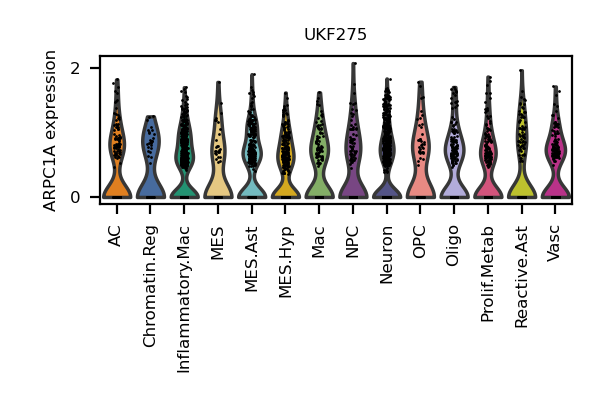 UKF275
ARPC1A expression
2
0
AC
Chromatin.Reg
Inflammatory.Mac
MES
MES.Ast
MES.Hyp
Mac
NPC
Neuron
OPC
Oligo
Prolif.Metab
Reactive.Ast
Vasc